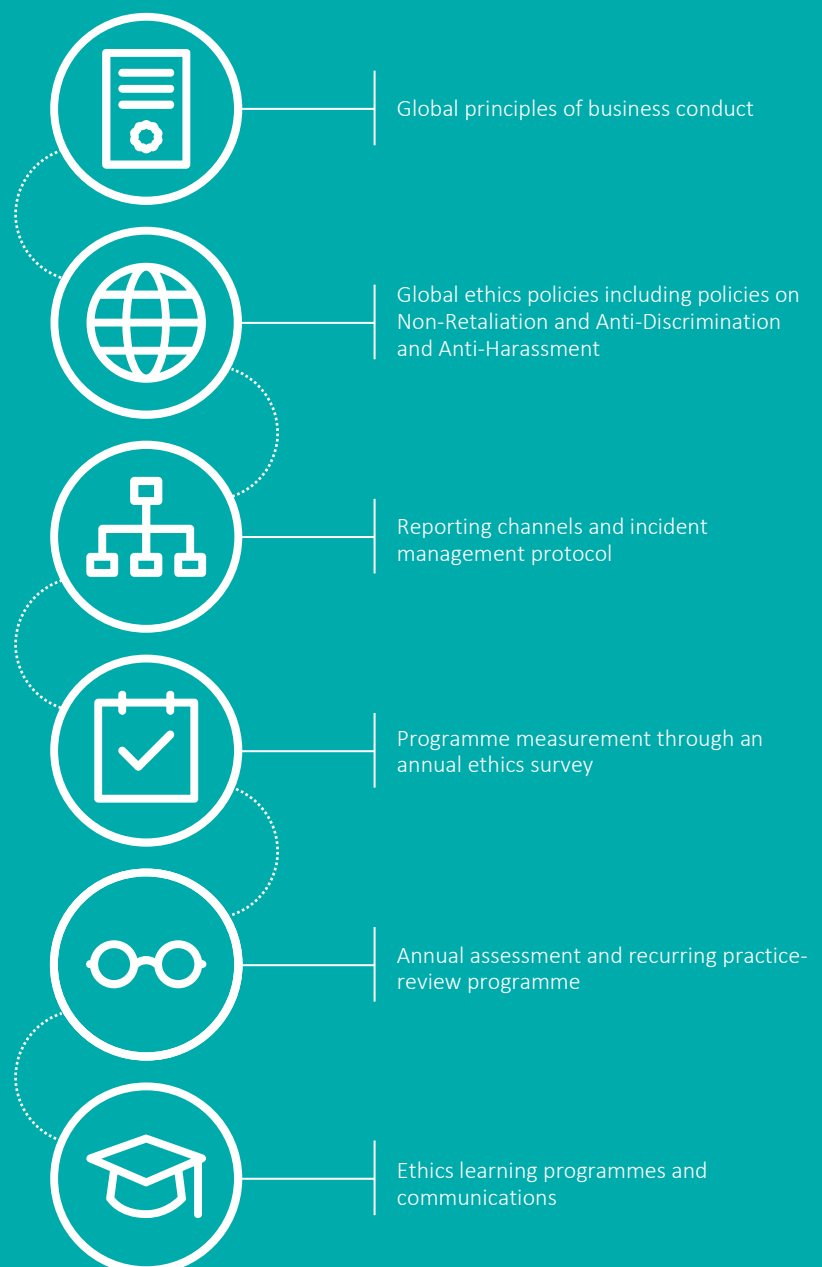 Global principles of business conduct
Global ethics policies including policies on
Non-Retaliation and Anti-Discrimination
and Anti-Harassment
Reporting channels and incident
management protocol
Programme measurement through an
annual ethics survey
Annual assessment and recurring practice-
review programme
Ethics learning programmes and
communications